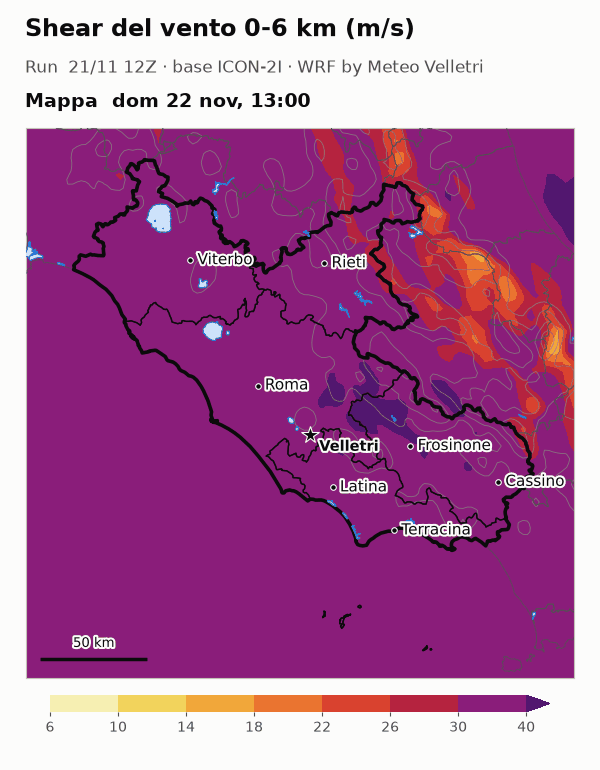 Shear del vento 0-6 km (m/s)
Run  21/11 12Z · base ICON-2I · WRF by Meteo Velletri
Mappa  dom 22 nov, 13:00
Viterbo
Rieti
Roma
Velletri
Frosinone
Latina
Cassino
Terracina
50 km
6 10 14 18 22 26 30 40